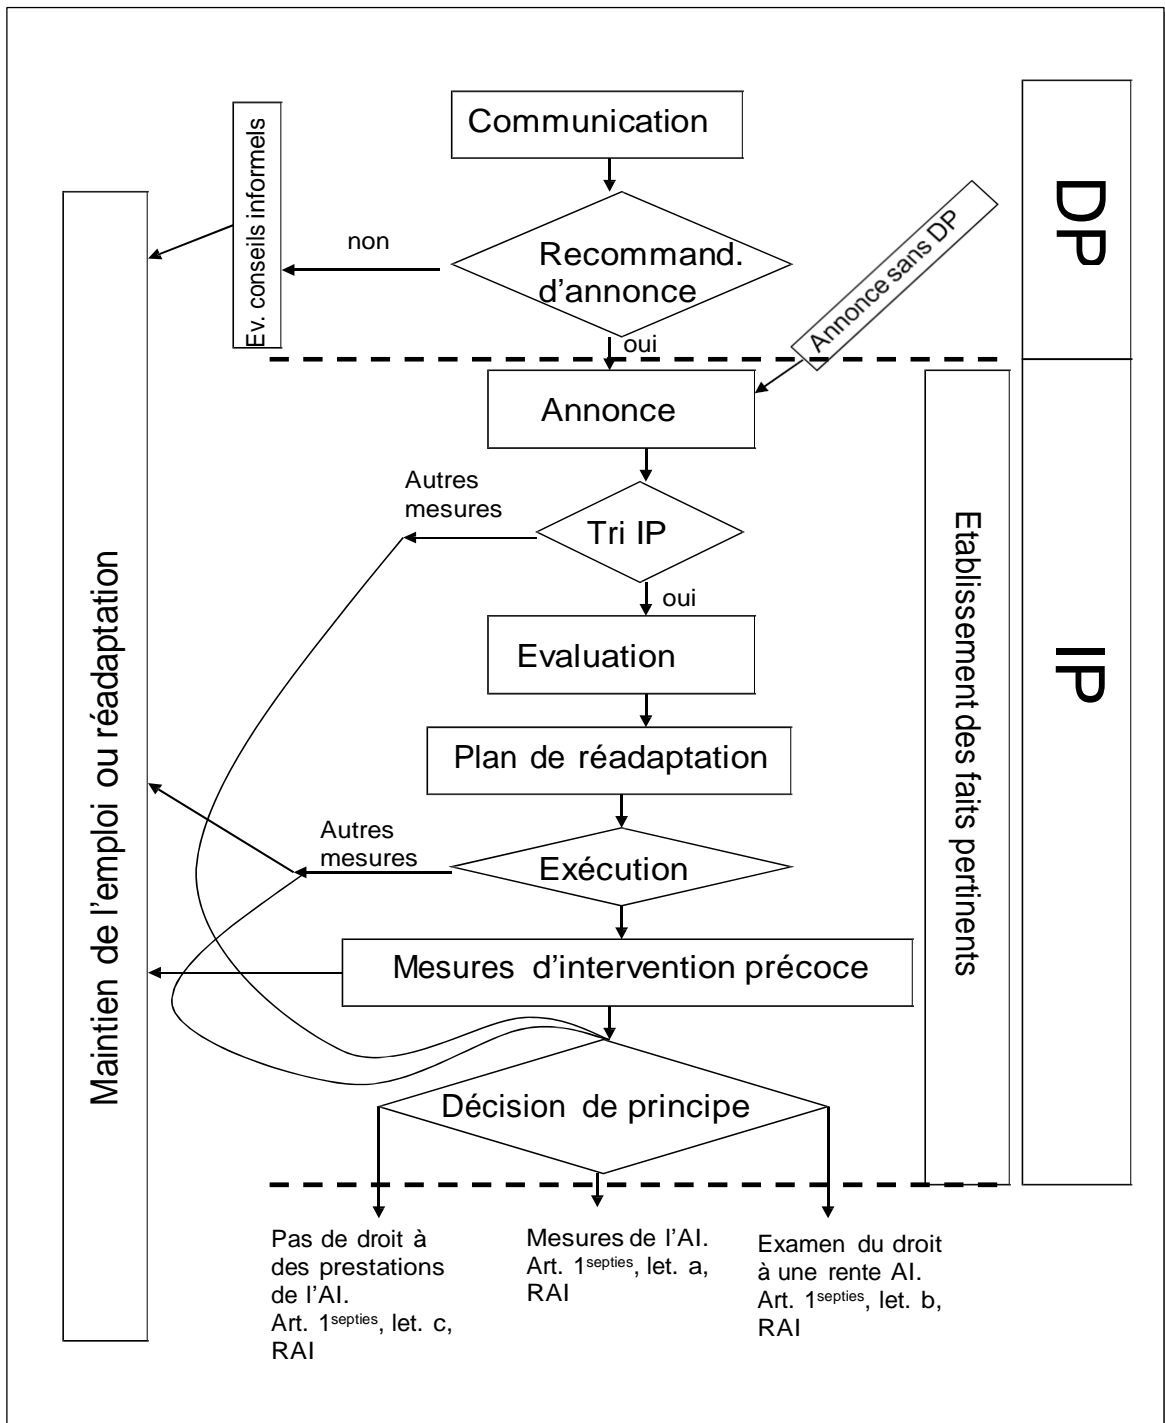 Communication
DP
Ev. conseils informels
non
Recommand.
d’annonce
Annonce sans DP
oui
Annonce
Autres
mesures
Tri IP
oui
Evaluation
Plan de réadaptation
Autres
mesures
Exécution
Mesures d’intervention précoce
Décision de principe
Maintien de l’emploi ou réadaptation
Etablissement des faits pertinents
IP
Pas de droit à
des prestations
de l’AI.
Art. 1septies, let. c,
RAI
Mesures de l’AI.
Art. 1septies, let. a,
RAI
Examen du droit
à une rente AI.
Art. 1septies, let. b,
RAI